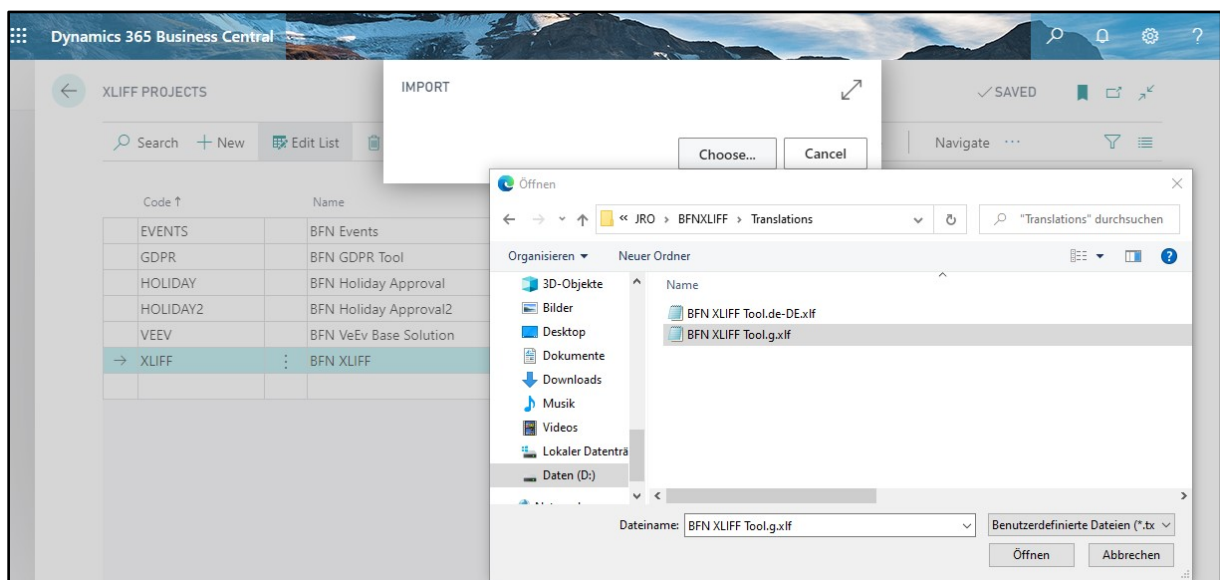 Dynamics 365 Business Central
?
XLIFF PROJECTS
IMPORT
SAVED
Search + New Edit List
Choose... Cancel
Navigate ...
Code ↑ Name
EVENTS BFN Events
GDPR BFN GDPR Tool
HOLIDAY BFN Holiday Approval
HOLIDAY2 BFN Holiday Approval2
VEEV BFN VeEv Base Solution
→ XLIFF BFN XLIFF
Öffnen
« JRO > BFNXLIFF > Translations
"Translations" durchsuchen
Organisieren Neuer Ordner
3D-Objekte
Bilder
Desktop
Dokumente
Downloads
Musik
Videos
Lokaler Datenträ
Daten (D:)
Name
BFN XLIFF Tool.de-DE.xlf
BFN XLIFF Tool.g.xlf
Dateiname: BFN XLIFF Tool.g.xlf
Benutzerdefinierte Dateien (*.tx
Öffnen Abbrechen